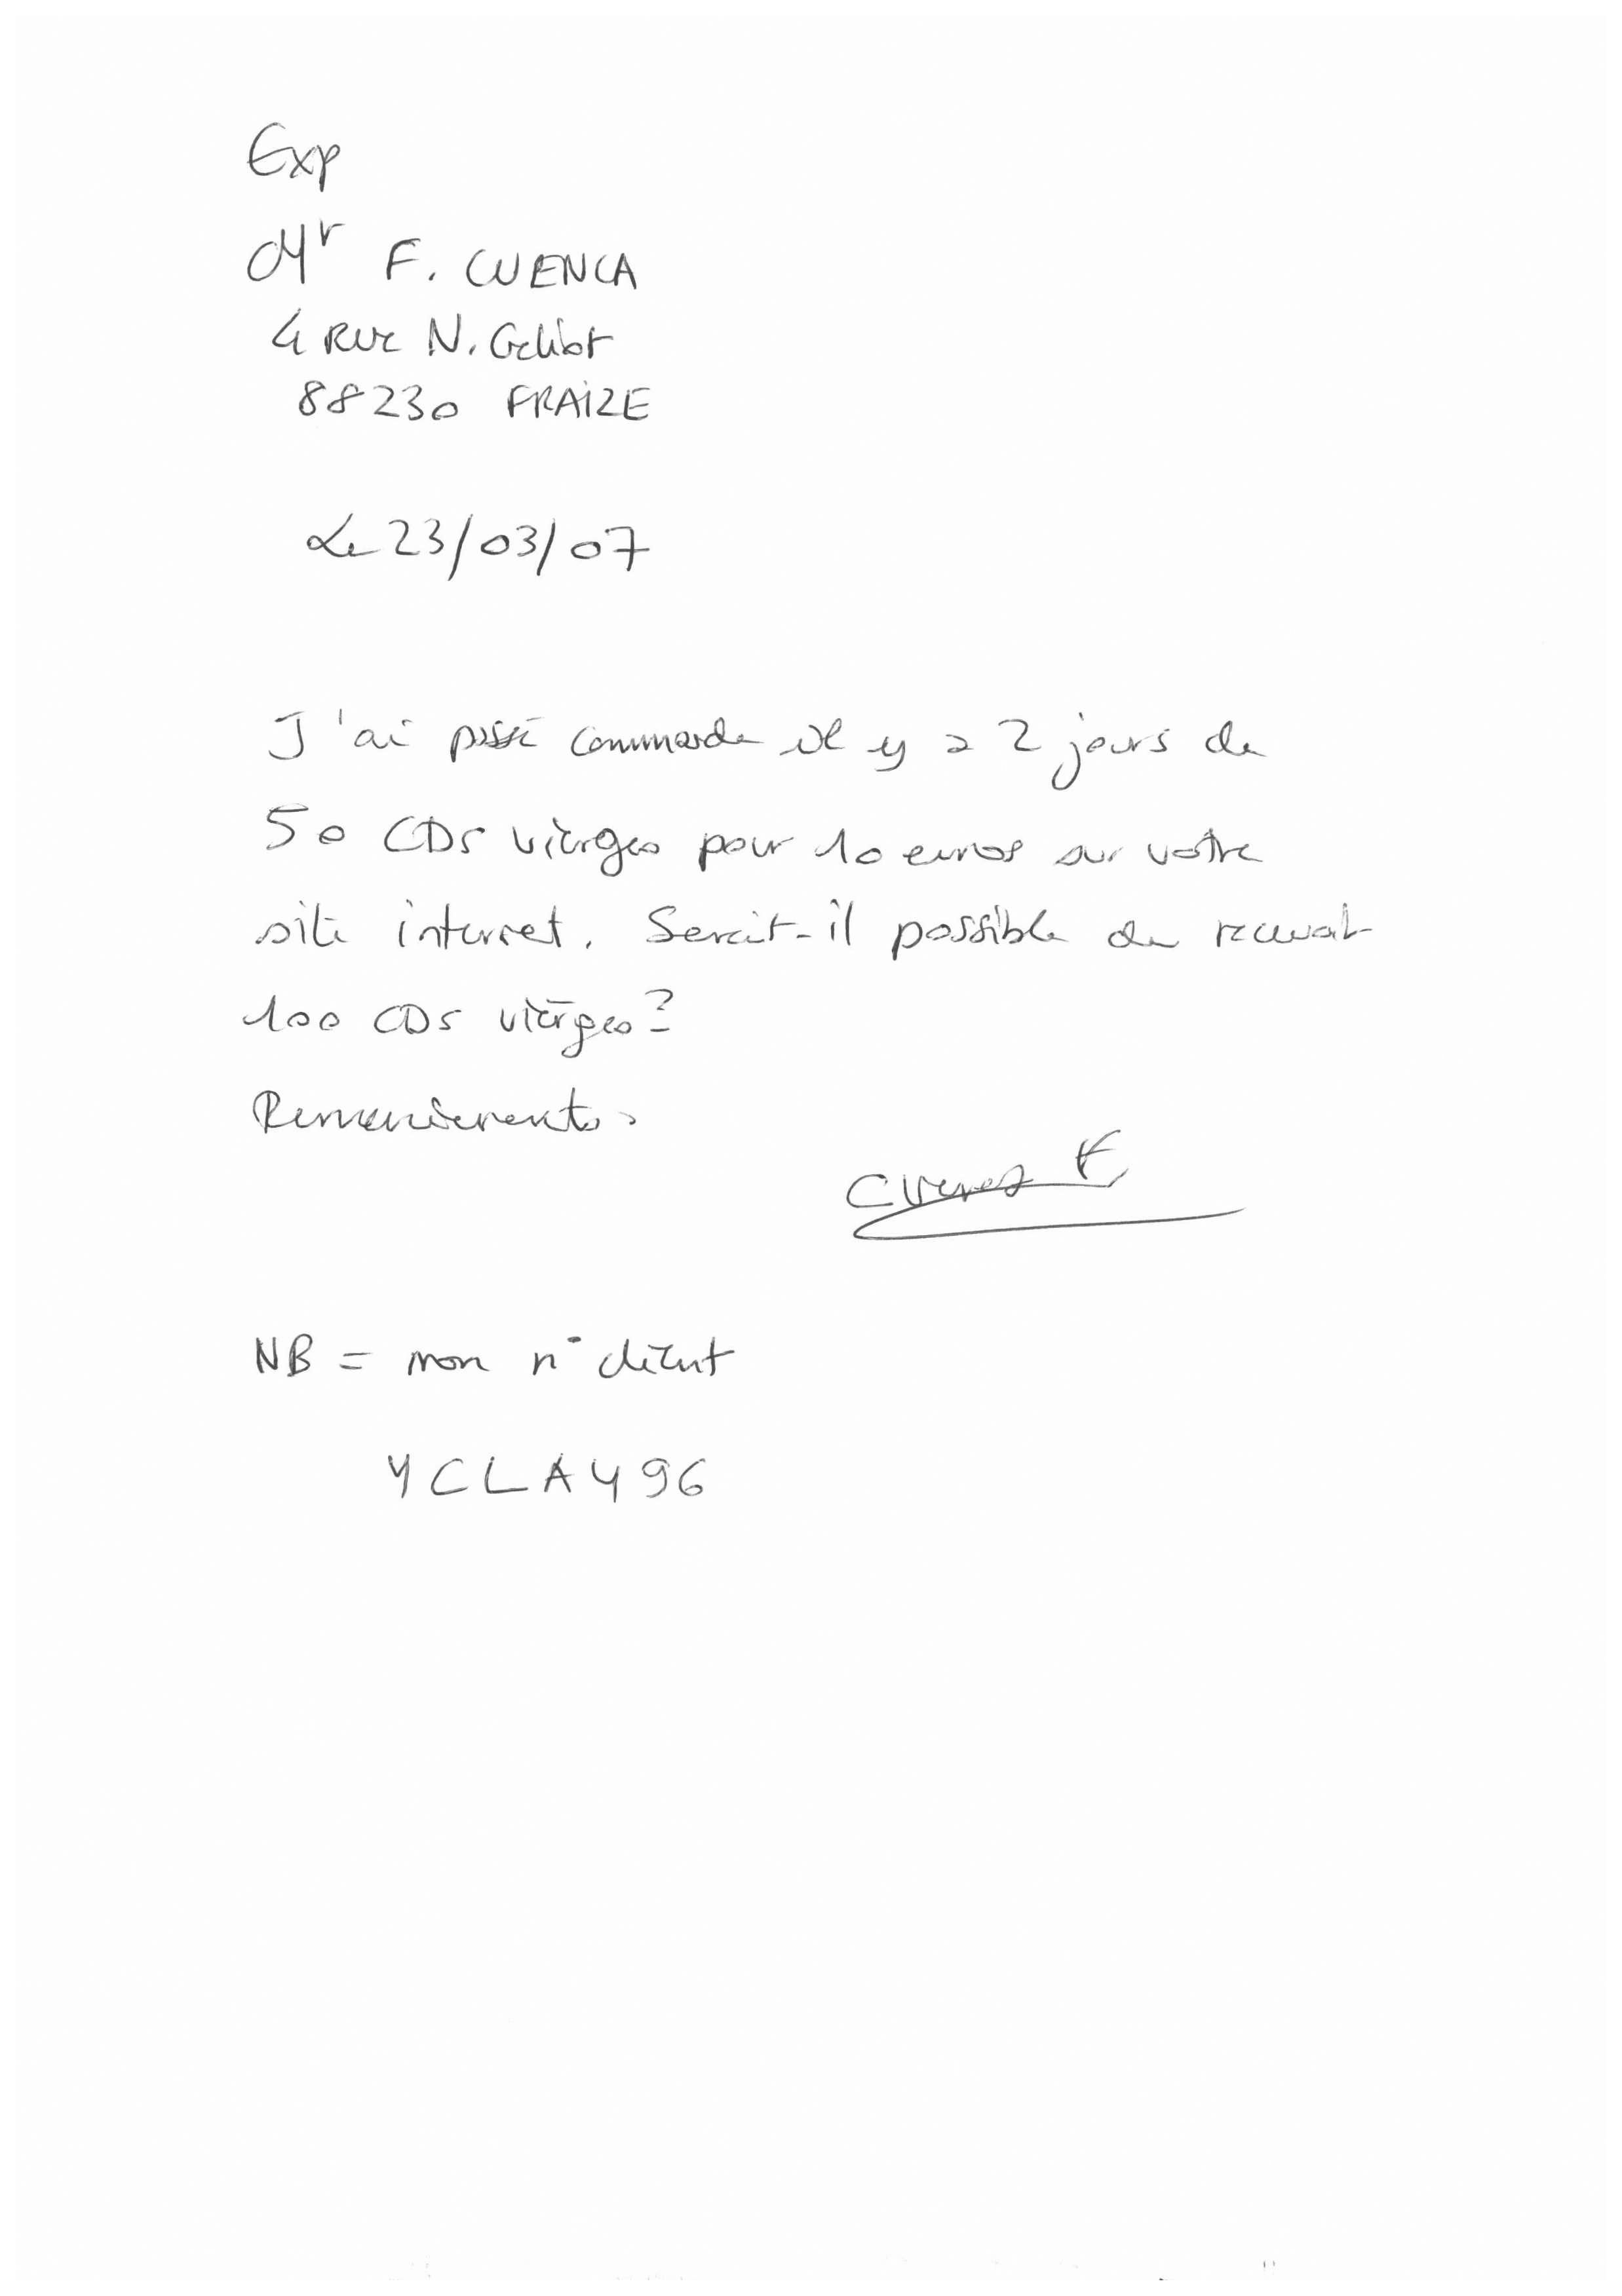 Exp
Mr F. CUENCA
4 Rue N. Géliot
88230 FRAIZE
Le 23/03/07
J'ai passé commande il y a 2 jours de
50 CDs vierges pour 10 euros sur votre
site internet. Serait-il possible de recevoir
100 CDs vierges?
Remerciements.
Cuenca F
NB = mon n° client
YCLAY96